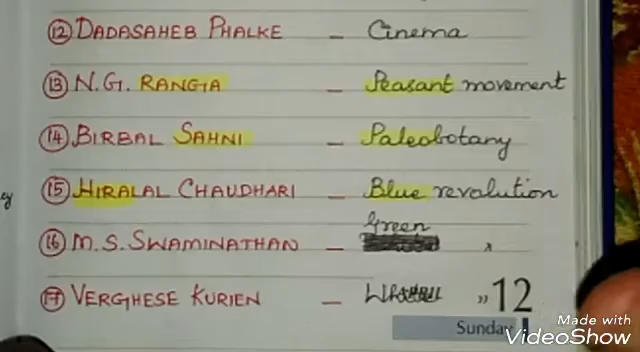 ⑫ DADASAHEB PHALKE – Cinema
⑬ N.G. RANGIA – Peasant movement
⑭ BIRBAL SAHNI – Paleobotany
⑮ HIRALAL CHAUDHARI – Blue revolution
⑯ M.S. SWAMINATHAN – Green "
⑰ VERGHESE KURIEN – "
12
Sunday
Made with
VideoShow